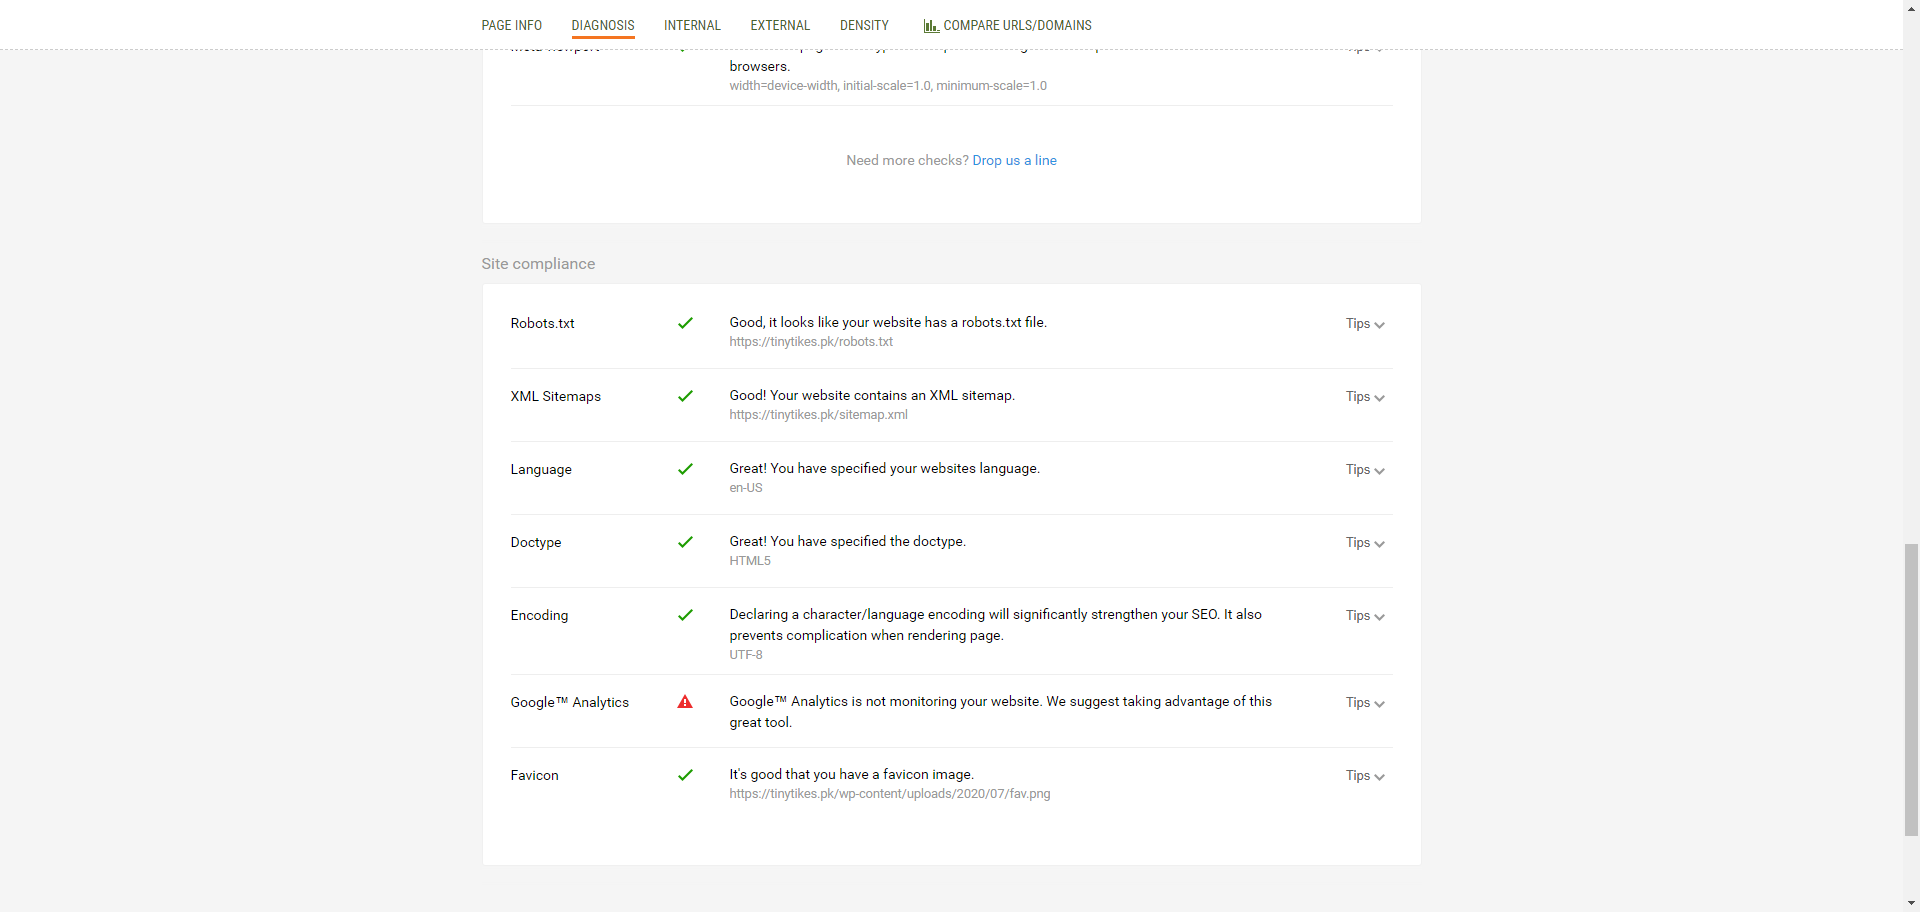 PAGE INFO DIAGNOSIS INTERNAL EXTERNAL DENSITY COMPARE URLS/DOMAINS
browsers.
width=device-width, initial-scale=1.0, minimum-scale=1.0
Need more checks? Drop us a line
Site compliance
Robots.txt Good, it looks like your website has a robots.txt file. Tips
https://tinytikes.pk/robots.txt
XML Sitemaps Good! Your website contains an XML sitemap. Tips
https://tinytikes.pk/sitemap.xml
Language Great! You have specified your websites language. Tips
en-US
Doctype Great! You have specified the doctype. Tips
HTML5
Encoding Declaring a character/language encoding will significantly strengthen your SEO. It also Tips
prevents complication when rendering page.
UTF-8
Google™ Analytics Google™ Analytics is not monitoring your website. We suggest taking advantage of this Tips
great tool.
Favicon It's good that you have a favicon image. Tips
https://tinytikes.pk/wp-content/uploads/2020/07/fav.png